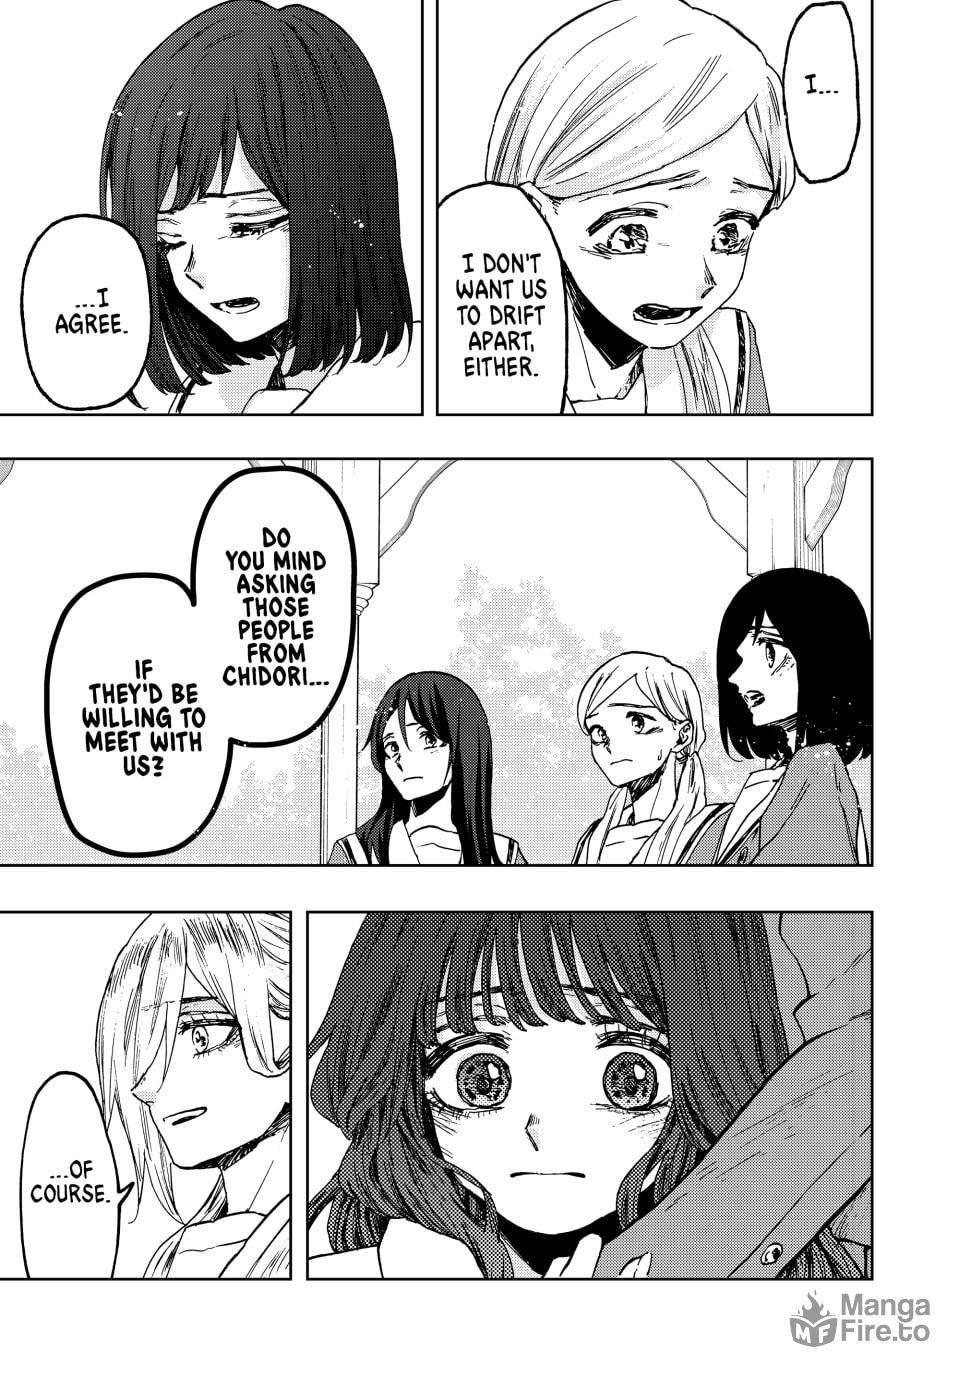 I...
I DON'T
WANT US
TO DRIFT
APART,
EITHER.
...I
AGREE.
DO
YOU MIND
ASKING
THOSE
PEOPLE
FROM
CHIDORI...
IF
THEY'D BE
WILLING TO
MEET WITH
US?
...OF
COURSE.
MF
Manga
Fire.to